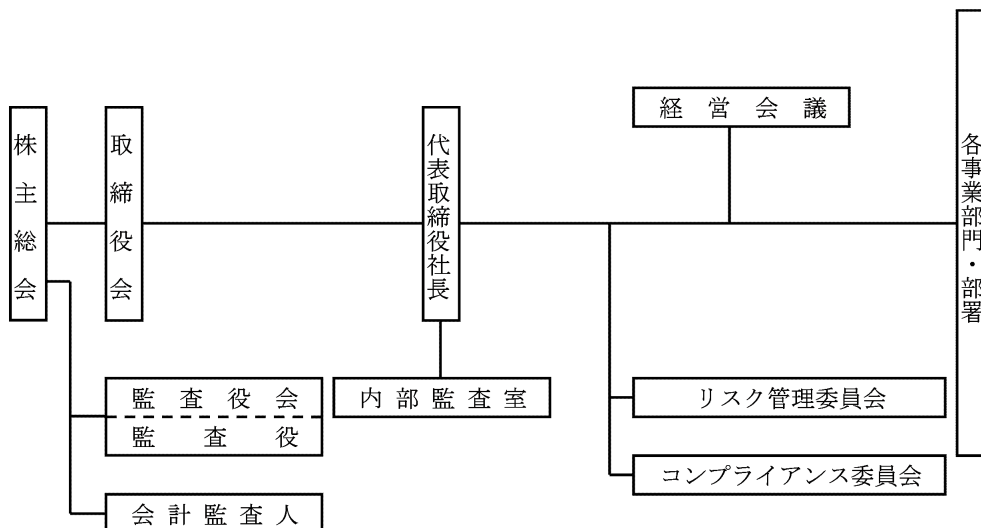 経営会議
株主総会
取締役会
代表取締役社長
各事業部門・部署
監査役会
監査役
内部監査室
リスク管理委員会
コンプライアンス委員会
会計監査人